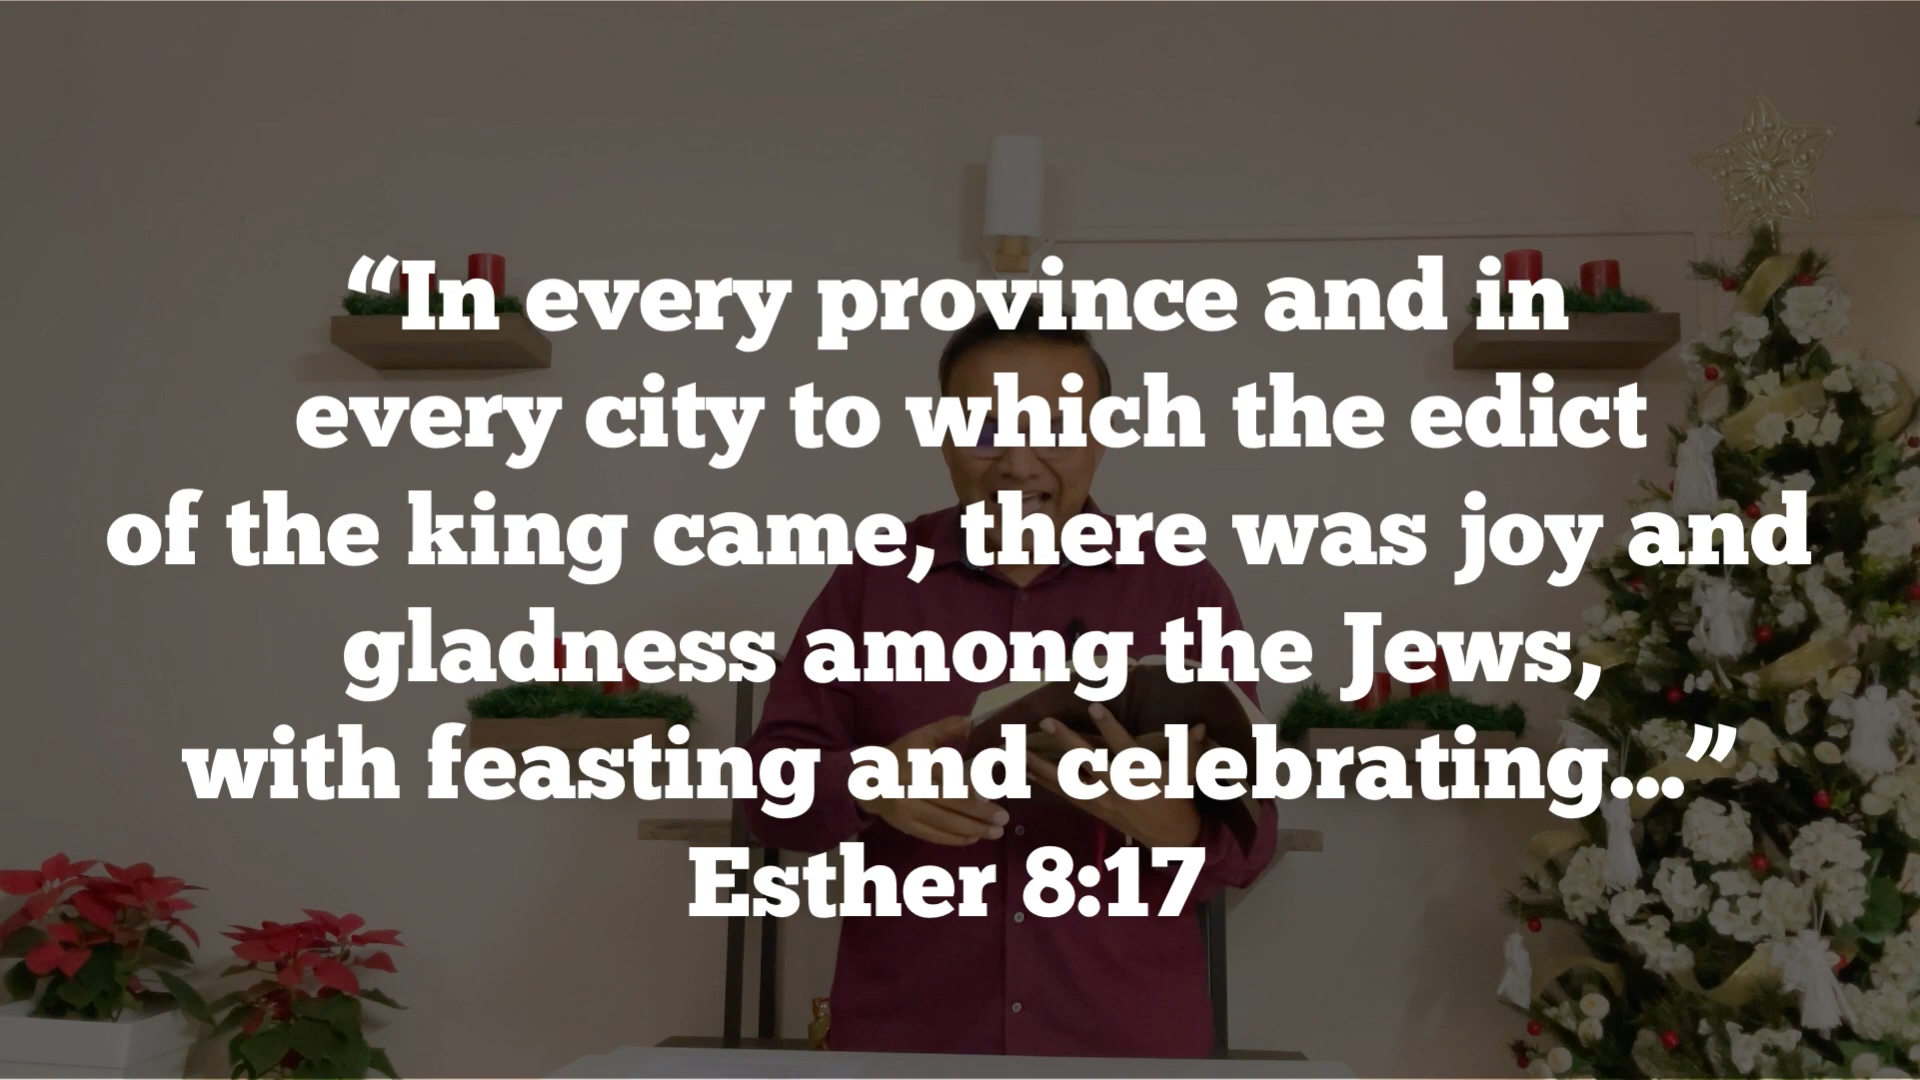 “In every province and in
every city to which the edict
of the king came, there was joy and
gladness among the Jews,
with feasting and celebrating...”
Esther 8:17